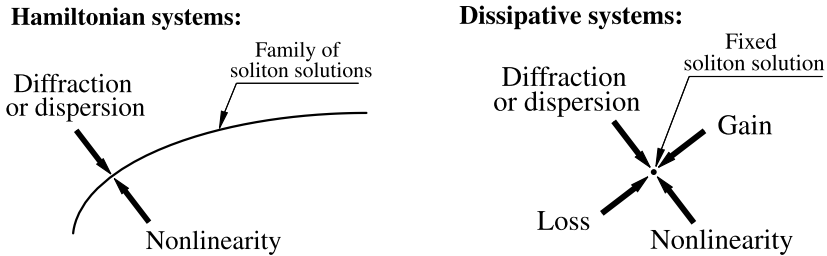 Hamiltonian systems:
Family of
soliton solutions
Diffraction
or dispersion
Nonlinearity
Dissipative systems:
Fixed
soliton solution
Diffraction
or dispersion
Gain
Loss
Nonlinearity